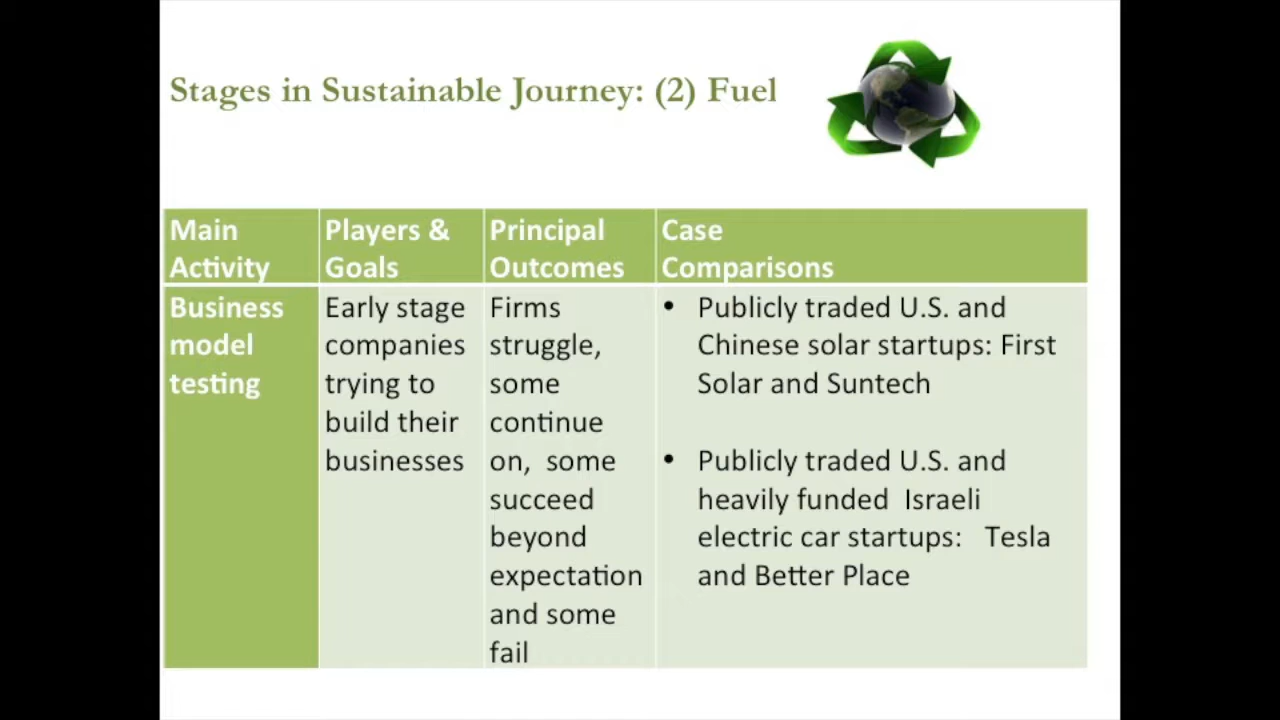 Stages in Sustainable Journey: (2) Fuel
Main
Activity
Players &
Goals
Principal
Outcomes
Case
Comparisons
Business
model
testing
Early stage
companies
trying to
build their
businesses
Firms
struggle,
some
continue
on, some
succeed
beyond
expectation
and some
fail
• Publicly traded U.S. and
Chinese solar startups: First
Solar and Suntech
• Publicly traded U.S. and
heavily funded Israeli
electric car startups: Tesla
and Better Place